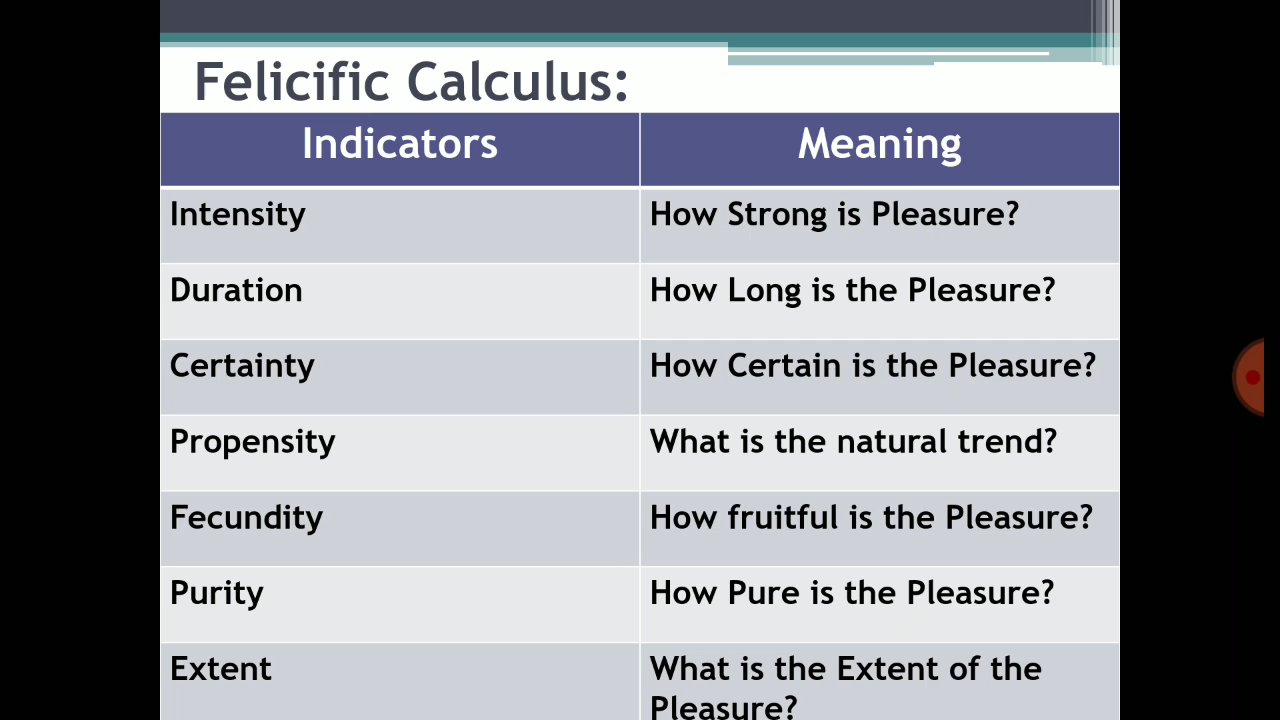 Felicific Calculus:
Indicators
Meaning
Intensity
How Strong is Pleasure?
Duration
How Long is the Pleasure?
Certainty
How Certain is the Pleasure?
Propensity
What is the natural trend?
Fecundity
How fruitful is the Pleasure?
Purity
How Pure is the Pleasure?
Extent
What is the Extent of the
Pleasure?